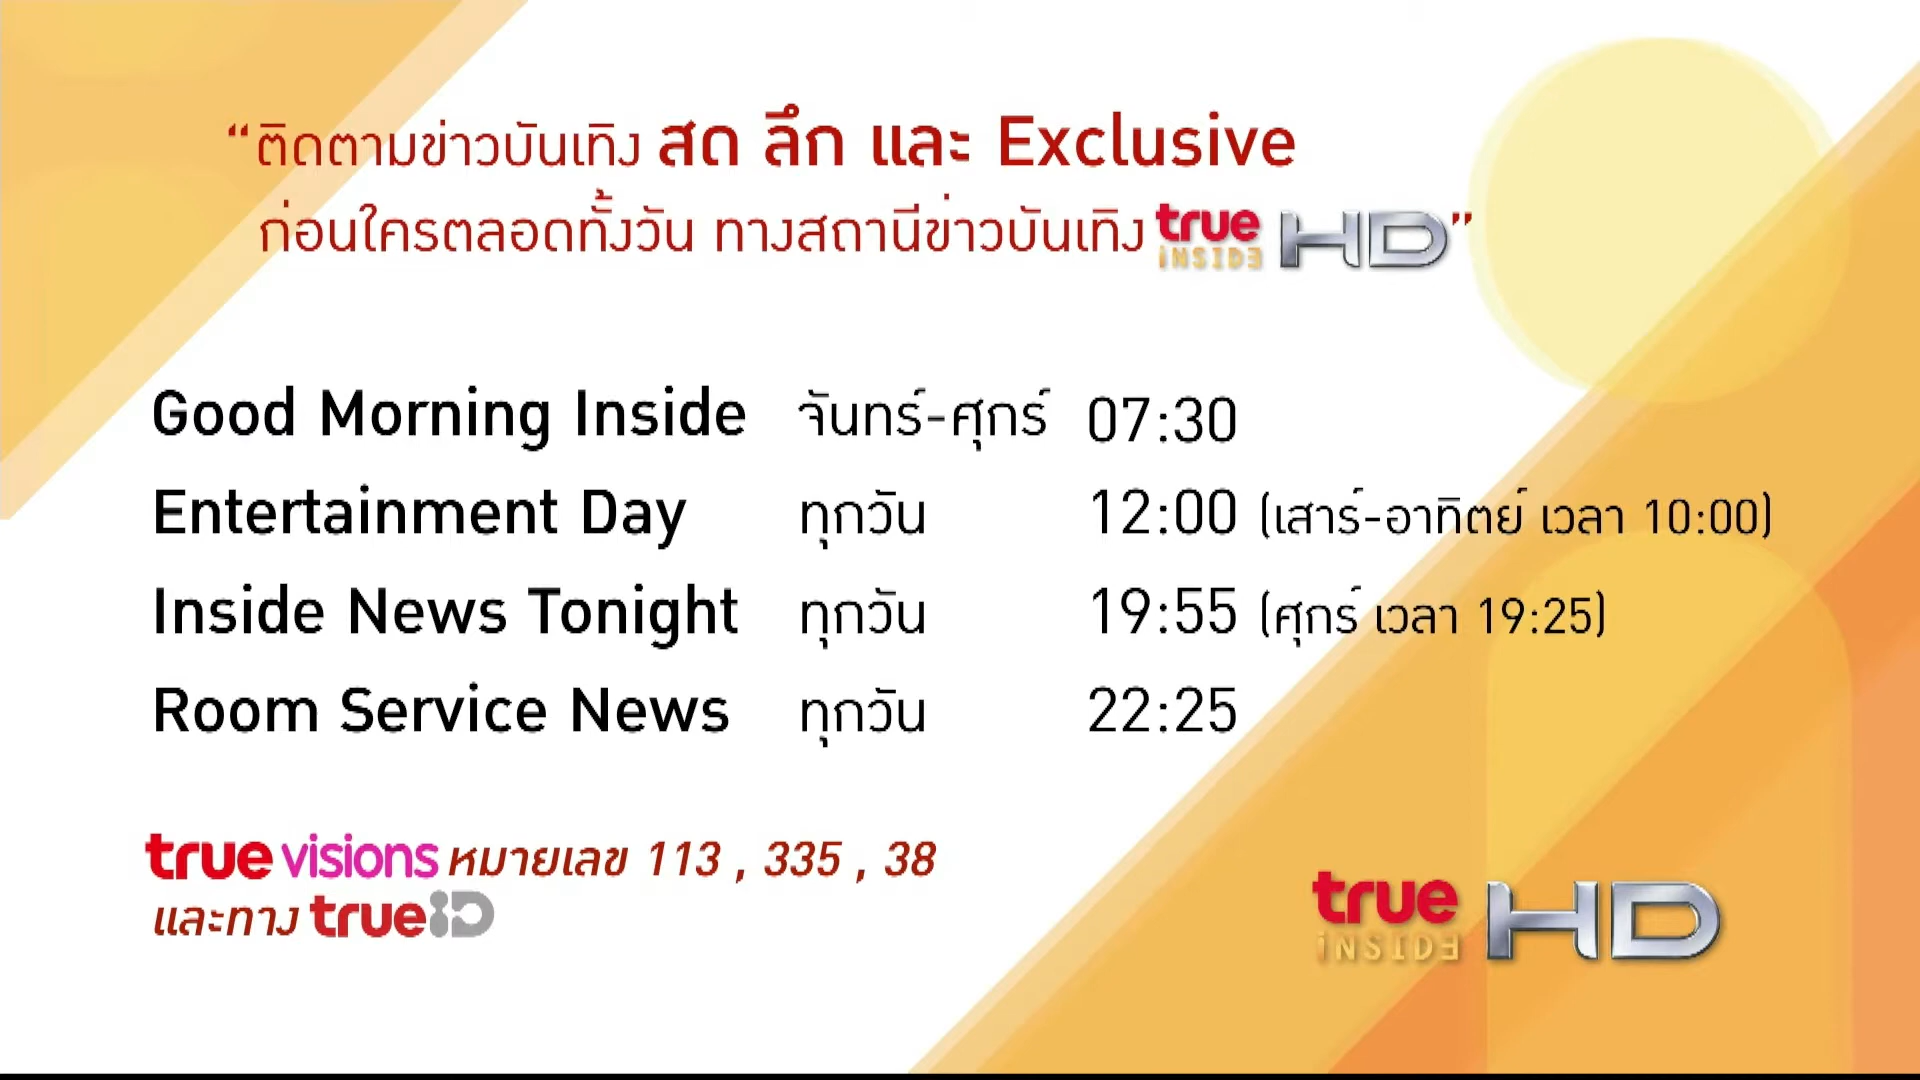 “ติดตามข่าวบันเทิง สด ลึก และ Exclusive
ก่อนใครตลอดทั้งวัน ทางสถานีข่าวบันเทิง true INSIDE HD”
Good Morning Inside จันทร์-ศุกร์ 07:30
Entertainment Day ทุกวัน 12:00 (เสาร์-อาทิตย์ เวลา 10:00)
Inside News Tonight ทุกวัน 19:55 (ศุกร์ เวลา 19:25)
Room Service News ทุกวัน 22:25
true visions หมายเลข 113 , 335 , 38
และทาง trueiD
true INSIDE HD